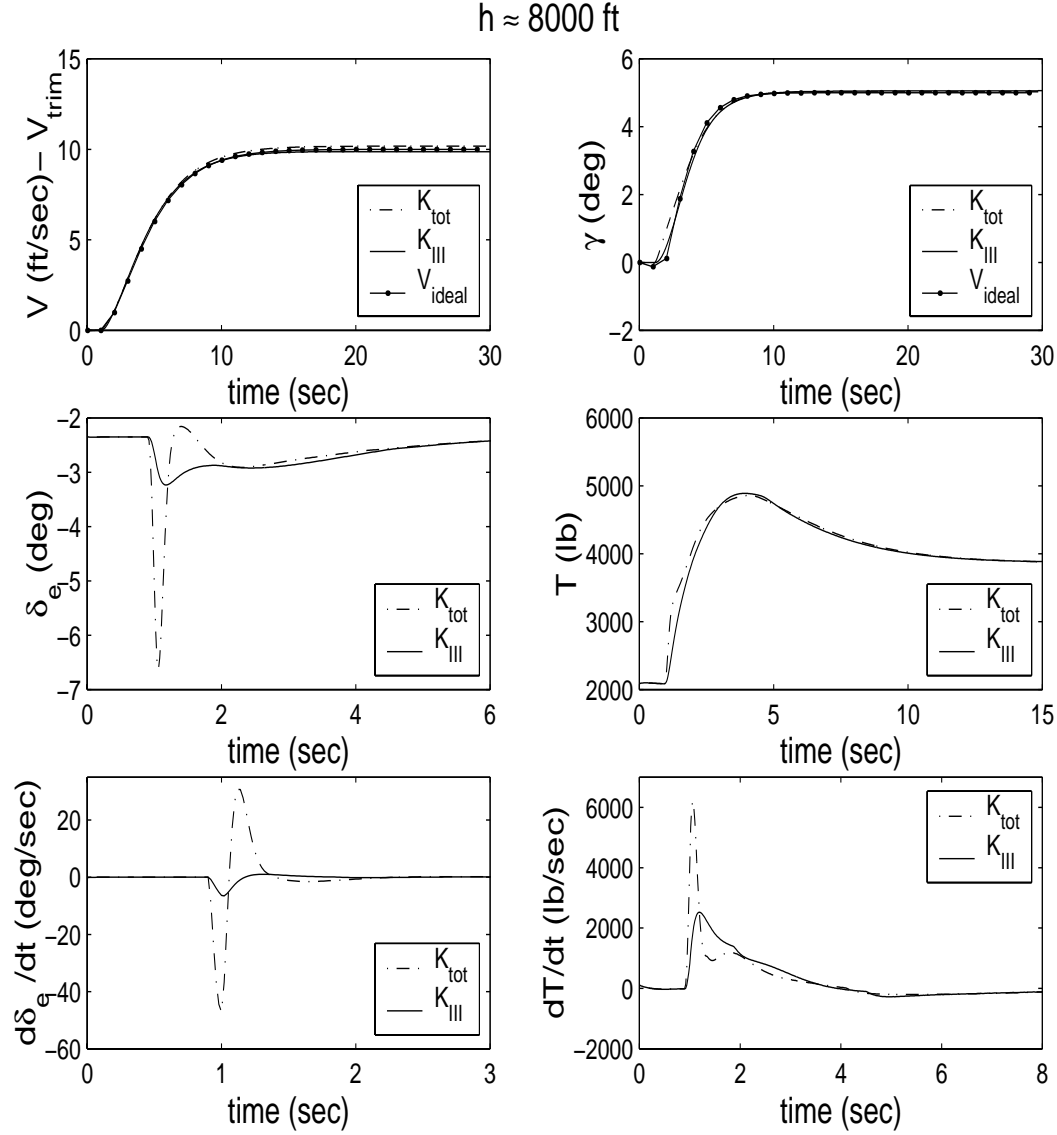 h ≈ 8000 ft
V (ft/sec)− V_trim
15
10
5
0
0
10
20
30
time (sec)
K_tot
K_III
V_ideal
γ (deg)
6
4
2
0
−2
0
10
20
30
time (sec)
K_tot
K_III
V_ideal
δ_e (deg)
−2
−3
−4
−5
−6
−7
0
2
4
6
time (sec)
K_tot
K_III
T (lb)
6000
5000
4000
3000
2000
0
5
10
15
time (sec)
K_tot
K_III
dδ_e/dt (deg/sec)
20
0
−20
−40
−60
0
1
2
3
time (sec)
K_tot
K_III
dT/dt (lb/sec)
6000
4000
2000
0
−2000
0
2
4
6
8
time (sec)
K_tot
K_III